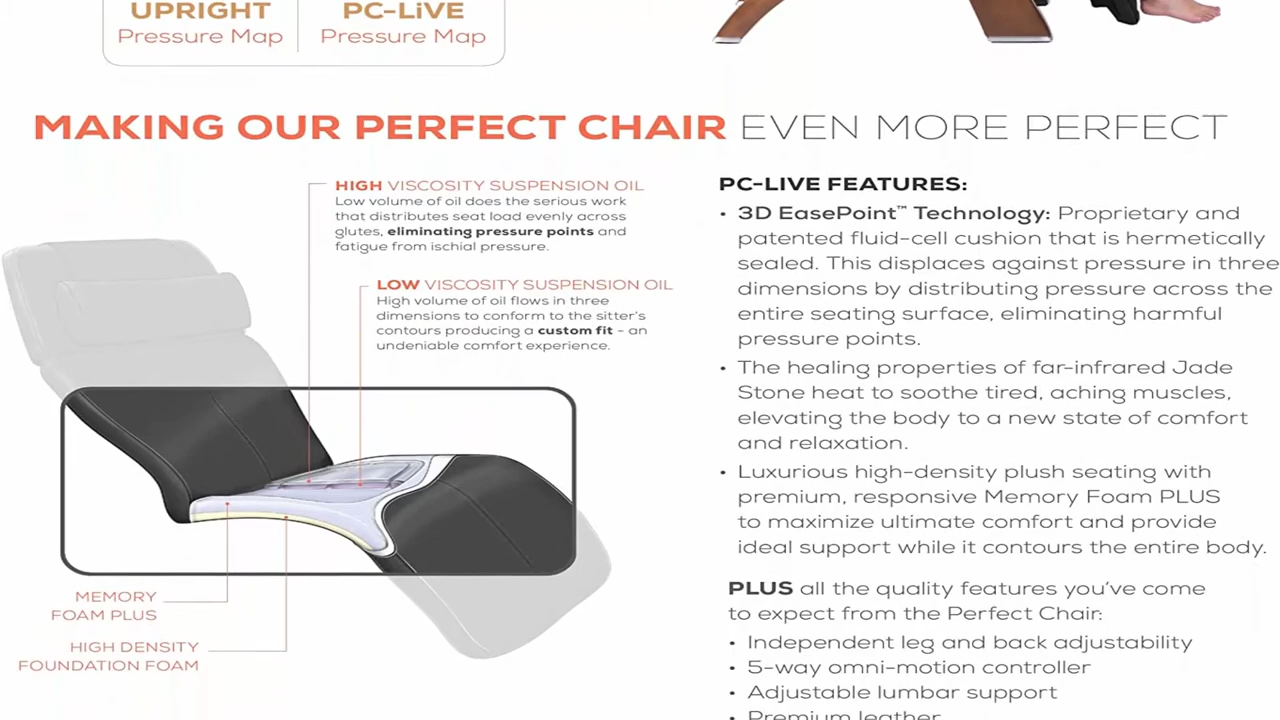 UPRIGHT
Pressure Map
PC-LiVE
Pressure Map
MAKING OUR PERFECT CHAIR EVEN MORE PERFECT
HIGH VISCOSITY SUSPENSION OIL
Low volume of oil does the serious work
that distributes seat load evenly across
glutes, eliminating pressure points and
fatigue from ischial pressure.
LOW VISCOSITY SUSPENSION OIL
High volume of oil flows in three
dimensions to conform to the sitter's
contours producing a custom fit - an
undeniable comfort experience.
MEMORY
FOAM PLUS
HIGH DENSITY
FOUNDATION FOAM
PC-LIVE FEATURES:
• 3D EasePoint™ Technology: Proprietary and
patented fluid-cell cushion that is hermetically
sealed. This displaces against pressure in three
dimensions by distributing pressure across the
entire seating surface, eliminating harmful
pressure points.
• The healing properties of far-infrared Jade
Stone heat to soothe tired, aching muscles,
elevating the body to a new state of comfort
and relaxation.
• Luxurious high-density plush seating with
premium, responsive Memory Foam PLUS
to maximize ultimate comfort and provide
ideal support while it contours the entire body.
PLUS all the quality features you've come
to expect from the Perfect Chair:
• Independent leg and back adjustability
• 5-way omni-motion controller
• Adjustable lumbar support
• Premium leather